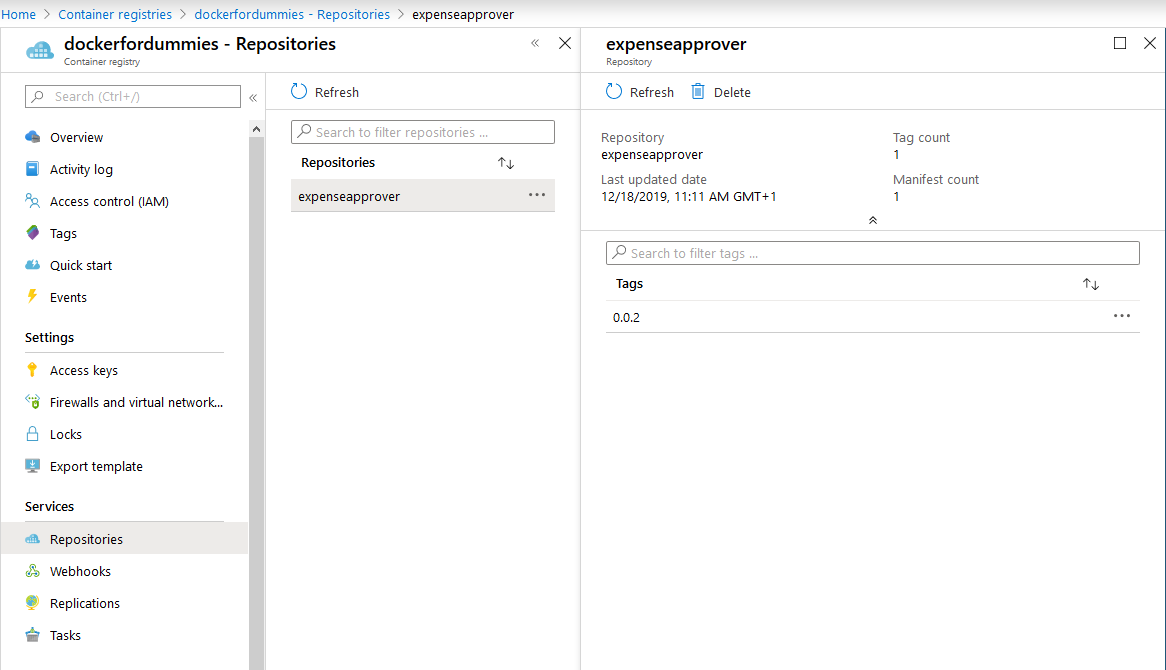 Home > Container registries > dockerfordummies - Repositories > expenseapprover
dockerfordummies - Repositories
Container registry
Search (Ctrl+/)
Overview
Activity log
Access control (IAM)
Tags
Quick start
Events
Settings
Access keys
Firewalls and virtual network...
Locks
Export template
Services
Repositories
Webhooks
Replications
Tasks
Refresh
Search to filter repositories ...
Repositories
expenseapprover
expenseapprover
Repository
Refresh Delete
Repository
expenseapprover
Tag count
1
Last updated date
12/18/2019, 11:11 AM GMT+1
Manifest count
1
Search to filter tags ...
Tags
0.0.2